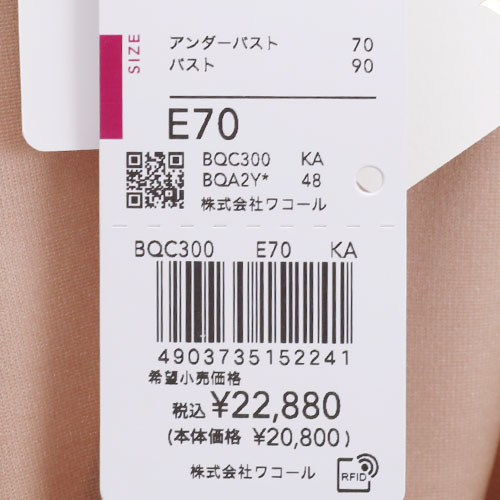 SIZE
アンダーバスト 70
バスト 90
E70
BQC300 KA
BQA2Y* 48
株式会社ワコール
BQC300 E70 KA
4903735152241
希望小売価格
税込 ¥22,880
(本体価格 ¥20,800)
株式会社ワコール
RFID